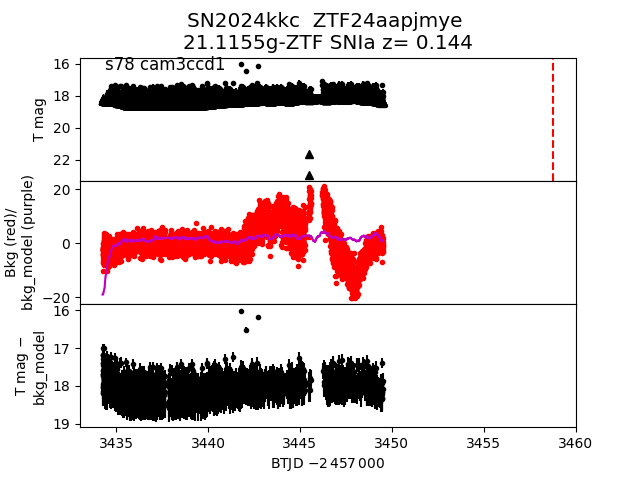 SN2024kkc  ZTF24aapjmye
21.1155g-ZTF SNIa z= 0.144
s78 cam3ccd1
16
18
20
22
T mag
20
0
−20
Bkg (red)/
bkg_model (purple)
16
17
18
19
T mag −
bkg_model
3435 3440 3445 3450 3455 3460
BTJD −2 457 000